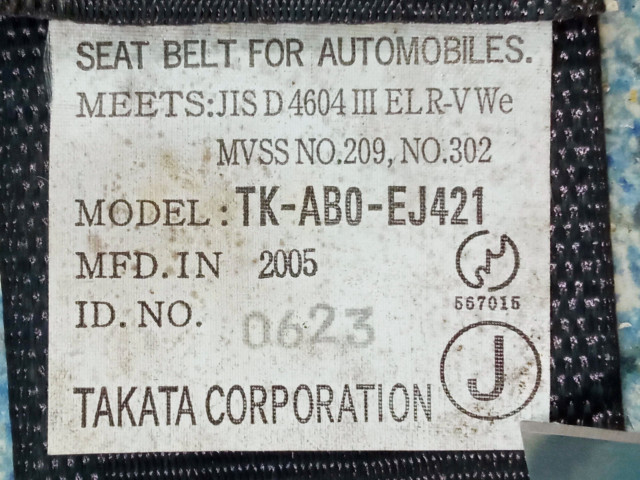 SEAT BELT FOR AUTOMOBILES.
MEETS:JIS D 4604 III ELR-V We
MVSS NO.209, NO.302
MODEL : TK-AB0-EJ421
MFD. IN 2005
567015
ID. NO. 0623
J
TAKATA CORPORATION